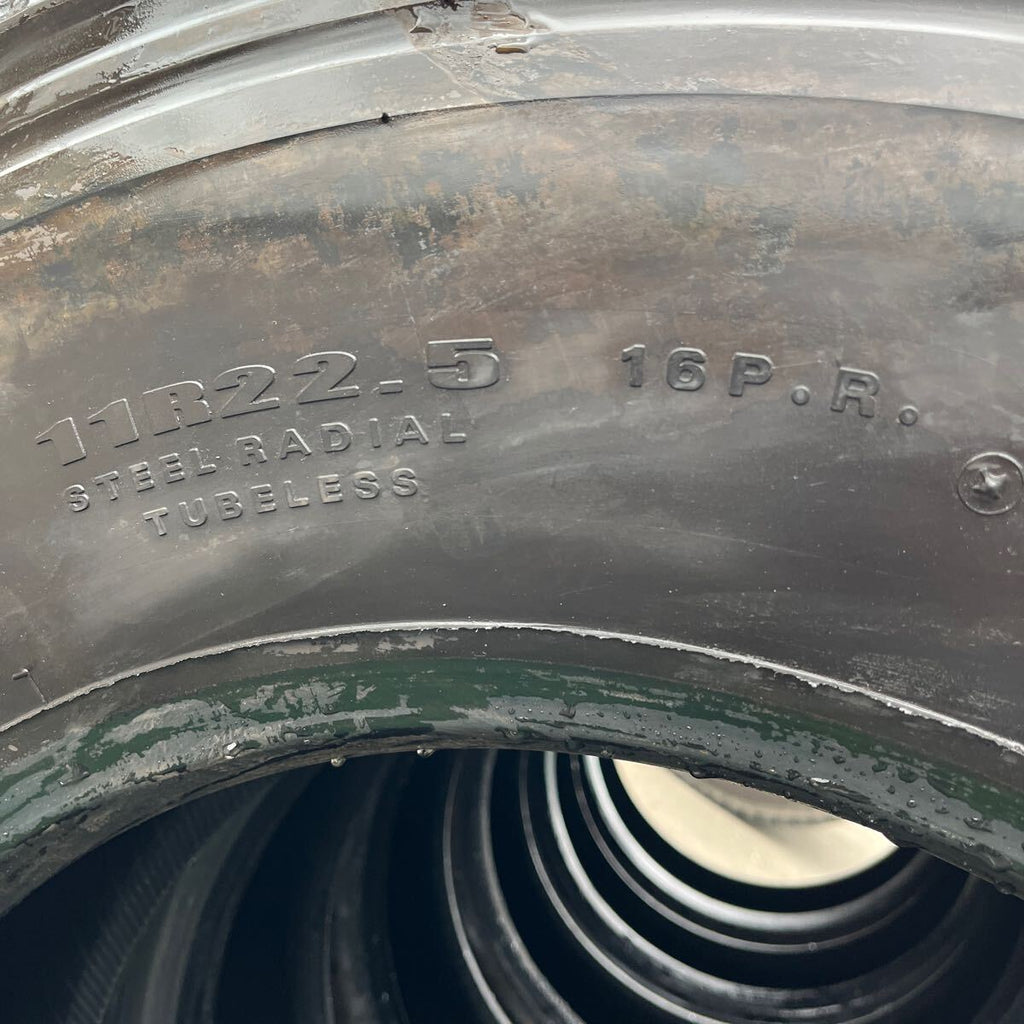 11R22.5 16P.R.
STEEL RADIAL
TUBELESS